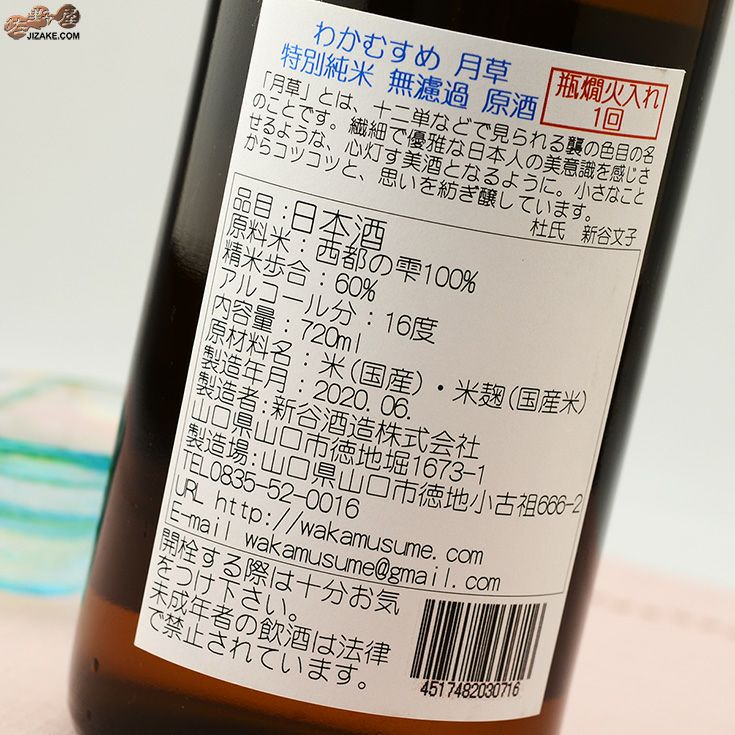 JIZAKE.COM
わかむすめ 月草
特別純米 無濾過 原酒
瓶燗火入れ
1回
「月草」とは、十二単などで見られる襲の色目の名
のことです。繊細で優雅な日本人の美意識を感じさ
せるような、心灯す美酒となるように。小さなこと
からコツコツと、思いを紡ぎ醸しています。
杜氏 新谷文子
品目:日本酒
原料米:西都の雫100%
精米歩合:60%
アルコール分:16度
内容量:720ml
原材料名:米(国産)・米麹(国産米)
製造年月:2020.06.
製造者:新谷酒造株式会社
山口県山口市徳地堀1673-1
製造場:山口県山口市徳地小古祖666-2
TEL0835-52-0016
URL http://wakamusume.com
E-mail wakamusume@gmail.com
開栓する際は十分お気
をつけ下さい。
未成年者の飲酒は法律
で禁止されています。
4517482030716